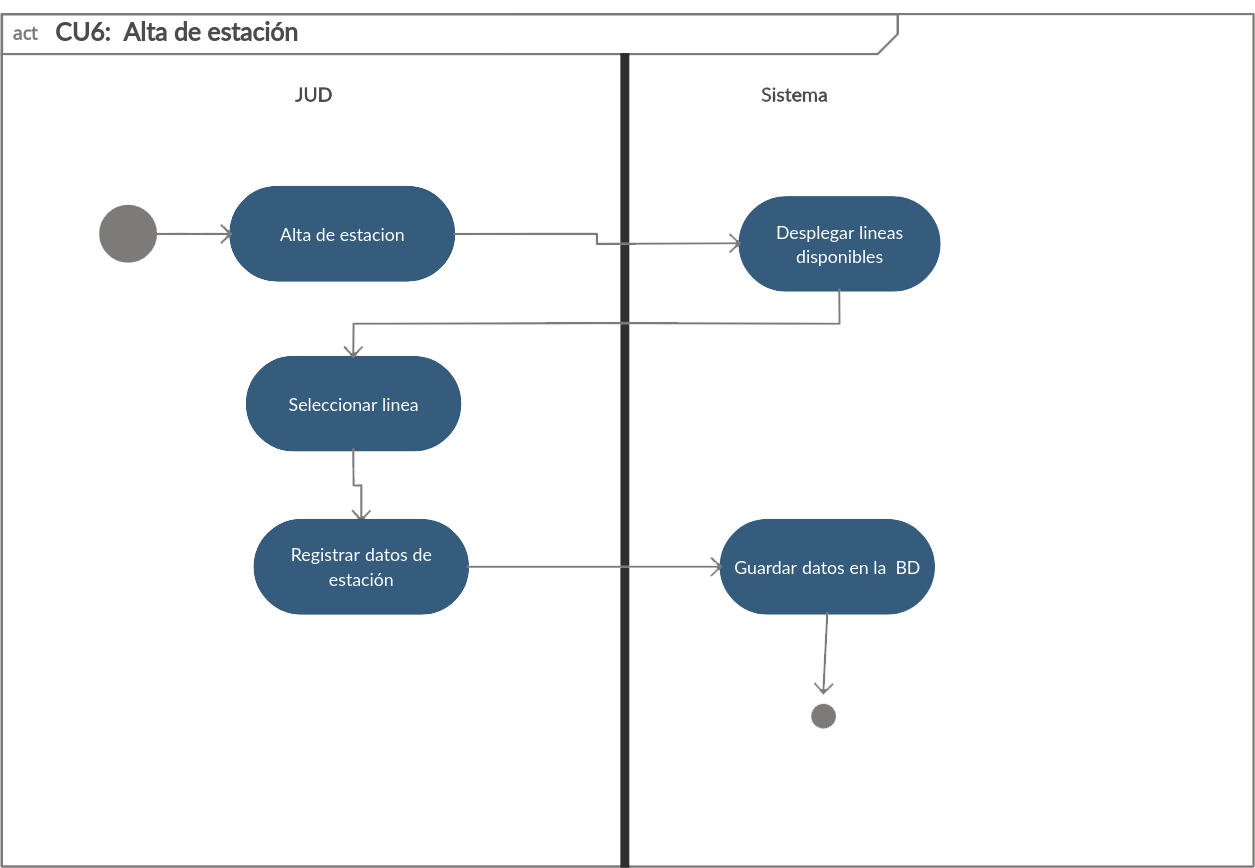 act CU6: Alta de estación
JUD
Sistema
Alta de estacion
Desplegar lineas
disponibles
Seleccionar linea
Registrar datos de
estación
Guardar datos en la BD